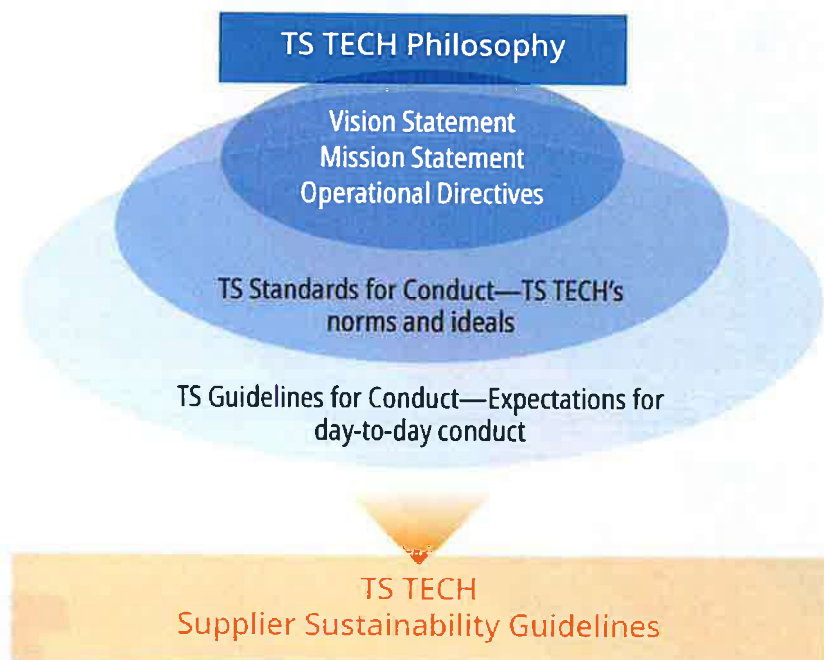 TS TECH Philosophy
Vision Statement
Mission Statement
Operational Directives
TS Standards for Conduct—TS TECH's
norms and ideals
TS Guidelines for Conduct—Expectations for
day-to-day conduct
TS TECH
Supplier Sustainability Guidelines